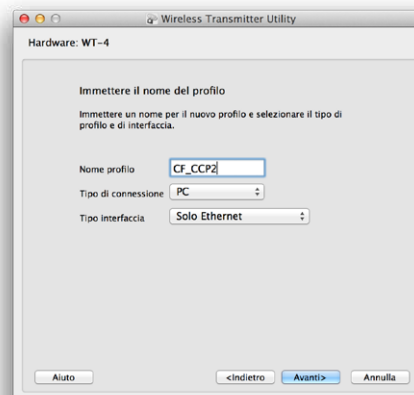 Wireless Transmitter Utility
Hardware: WT-4
Immettere il nome del profilo
Immettere un nome per il nuovo profilo e selezionare il tipo di
profilo e di interfaccia.
Nome profilo CF_CCP2
Tipo di connessione PC
Tipo interfaccia Solo Ethernet
Aiuto <Indietro Avanti> Annulla